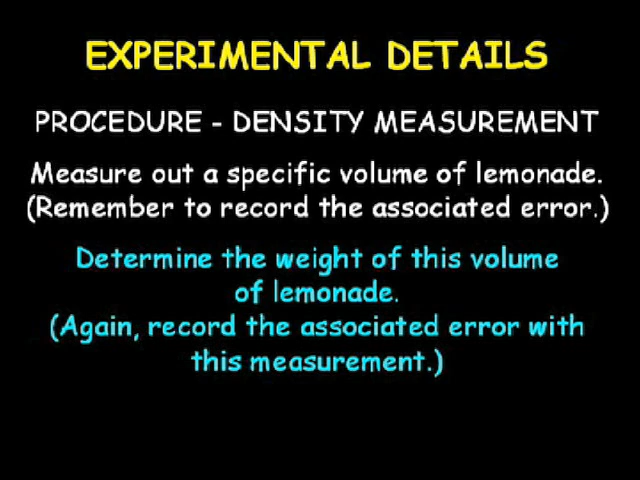 EXPERIMENTAL DETAILS
PROCEDURE - DENSITY MEASUREMENT
Measure out a specific volume of lemonade.
(Remember to record the associated error.)
Determine the weight of this volume
of lemonade.
(Again, record the associated error with
this measurement.)